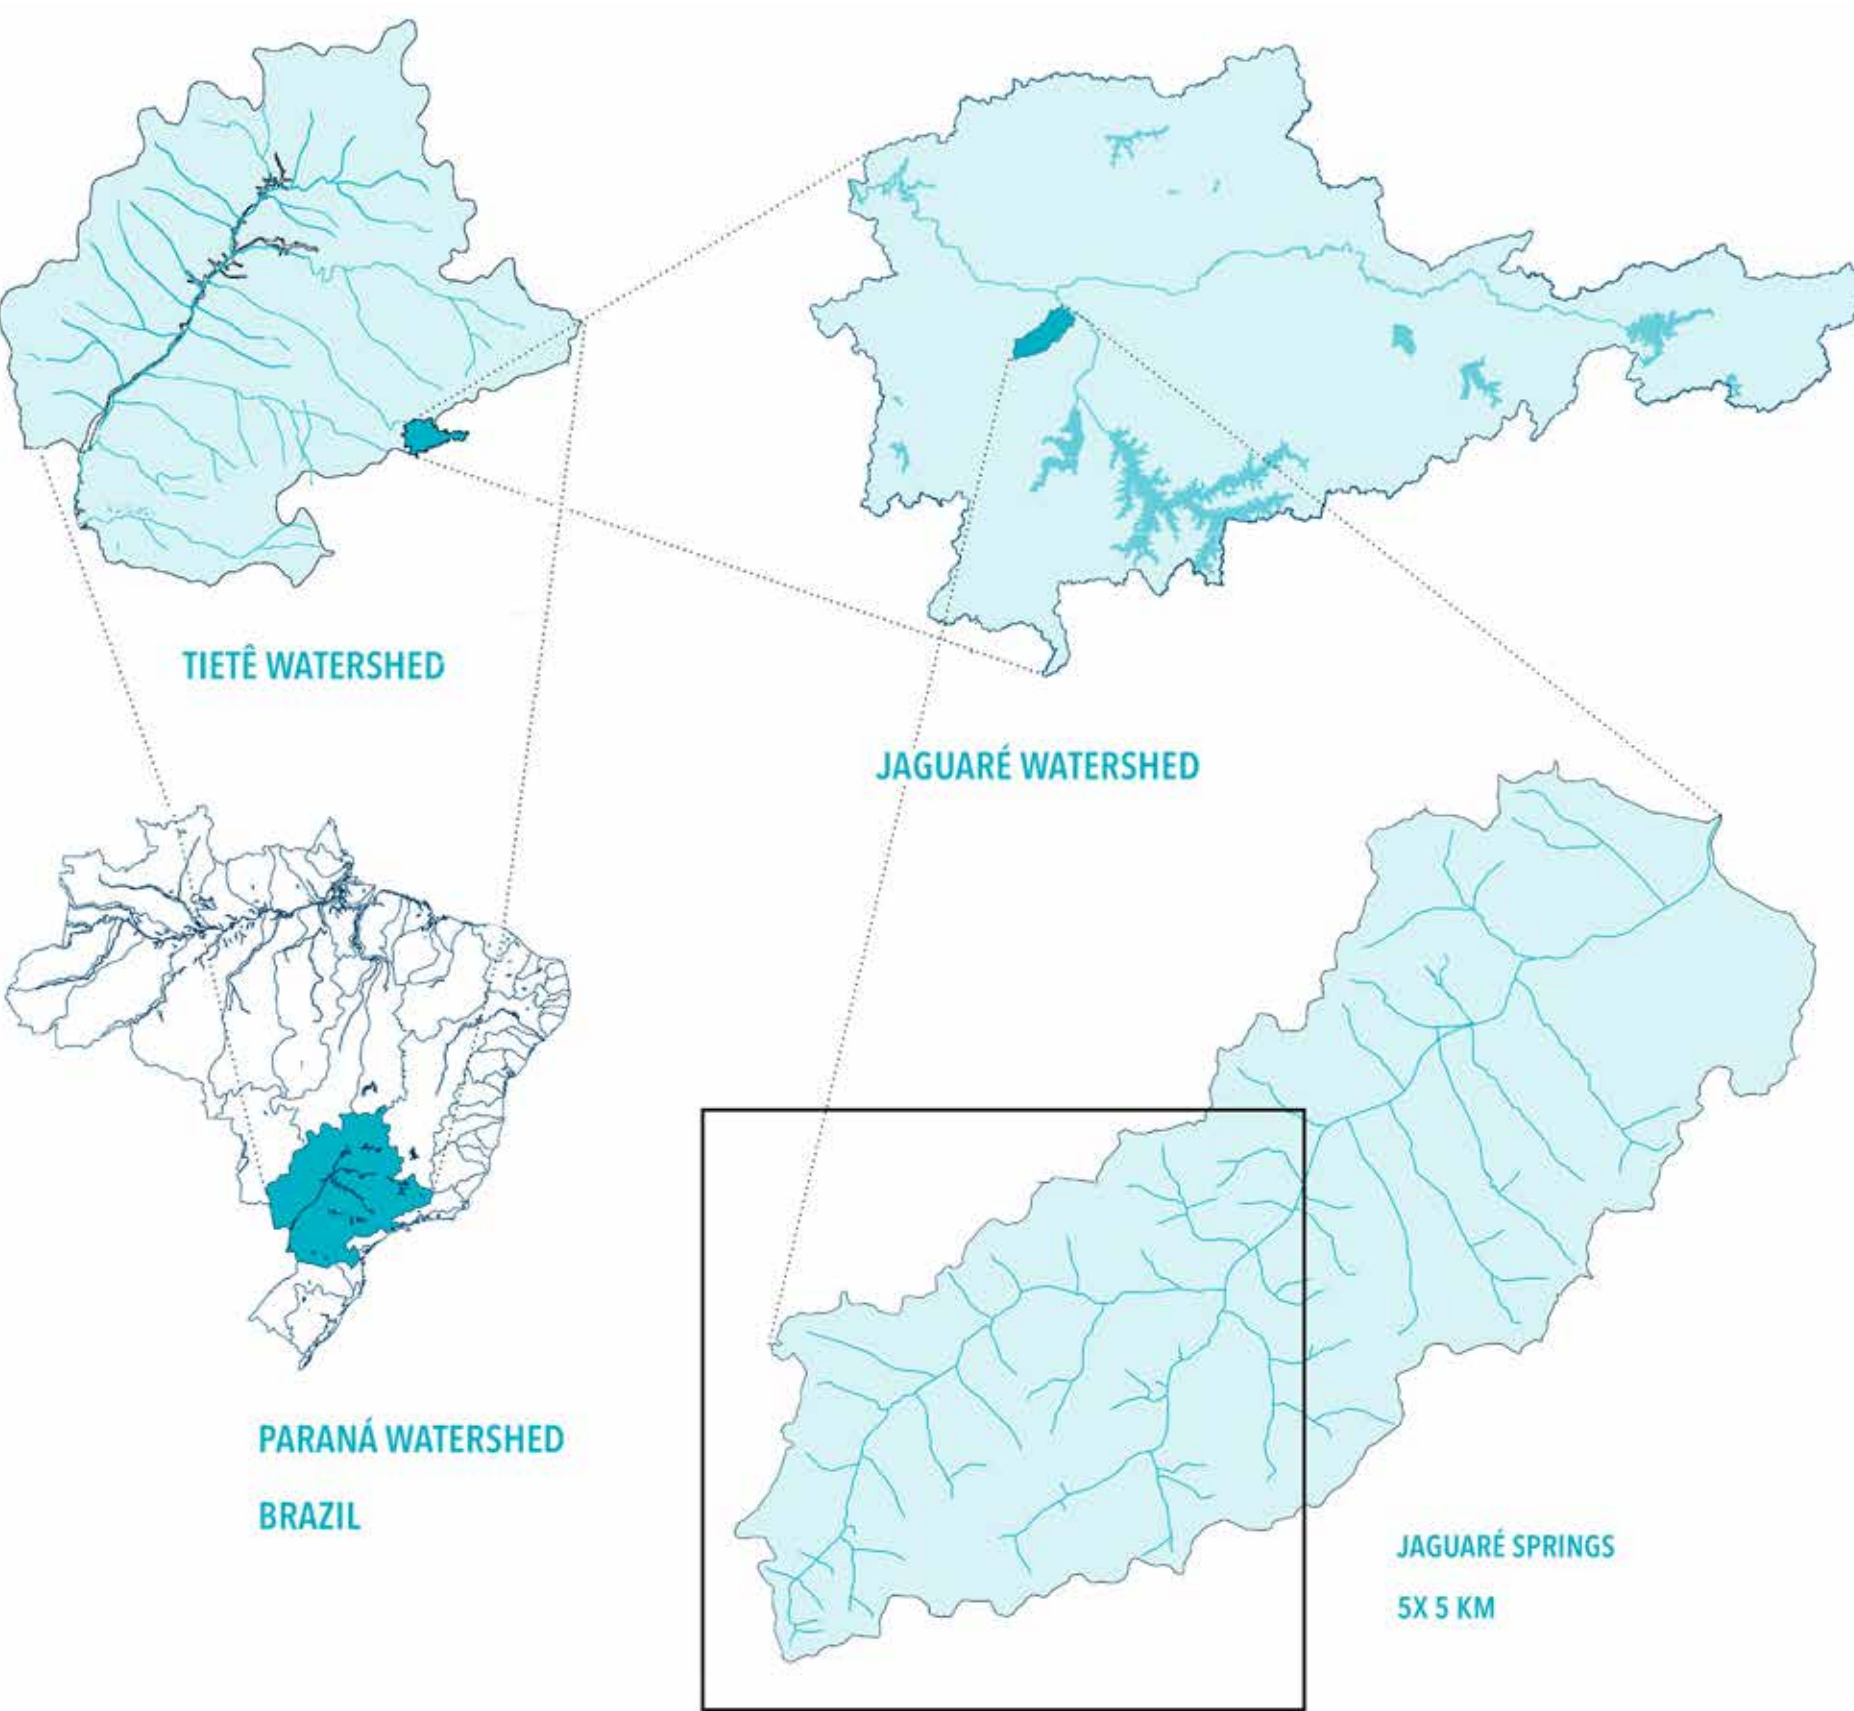 TIETÊ WATERSHED
JAGUARÉ WATERSHED
PARANÁ WATERSHED
BRAZIL
JAGUARÉ SPRINGS
5X 5 KM